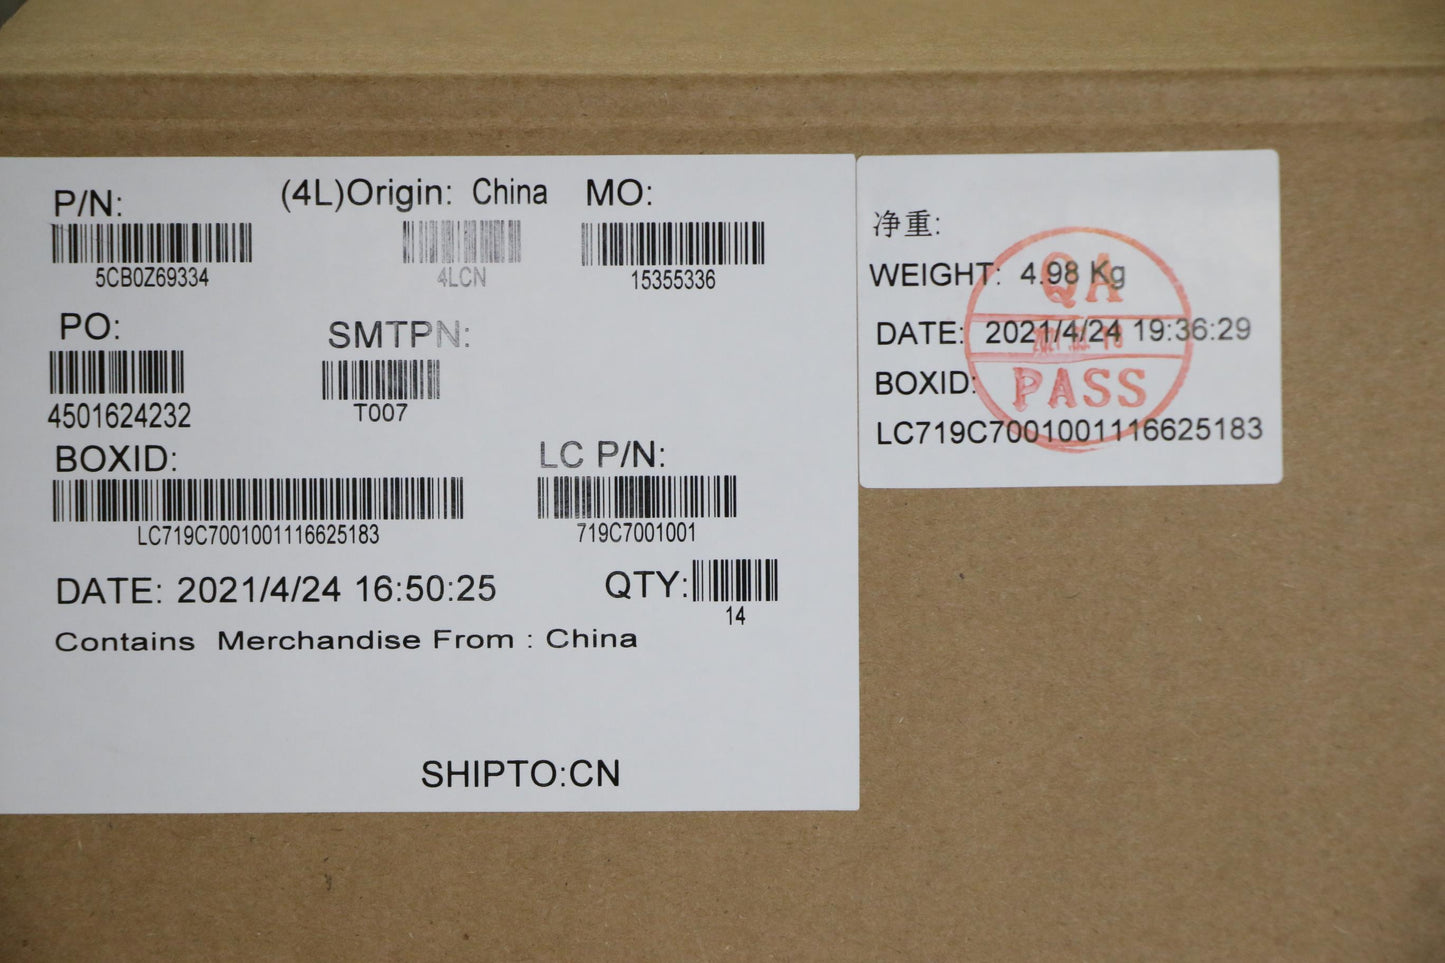 P/N:
(4L)Origin: China
MO:
5CB0Z69334
4LCN
15355336
PO:
SMTPN:
4501624232
T007
BOXID:
LC P/N:
LC719C7001001116625183
719C7001001
DATE: 2021/4/24 16:50:25
QTY:
14
Contains Merchandise From : China
SHIPTO:CN
净重:
WEIGHT: 4.98 Kg
DATE: 2021/4/24 19:36:29
BOXID:
LC719C7001001116625183
QA
PASS